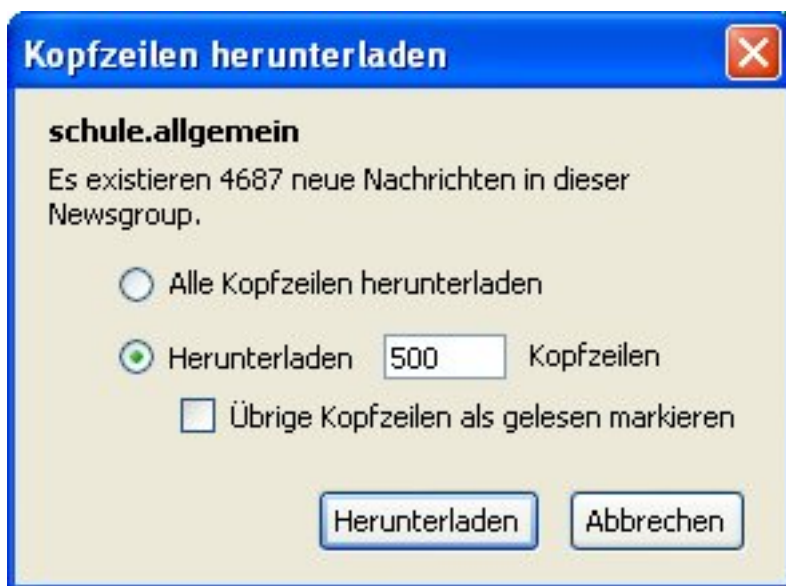 Kopfzeilen herunterladen
schule.allgemein
Es existieren 4687 neue Nachrichten in dieser
Newsgroup.
Alle Kopfzeilen herunterladen
Herunterladen 500 Kopfzeilen
Übrige Kopfzeilen als gelesen markieren
Herunterladen Abbrechen